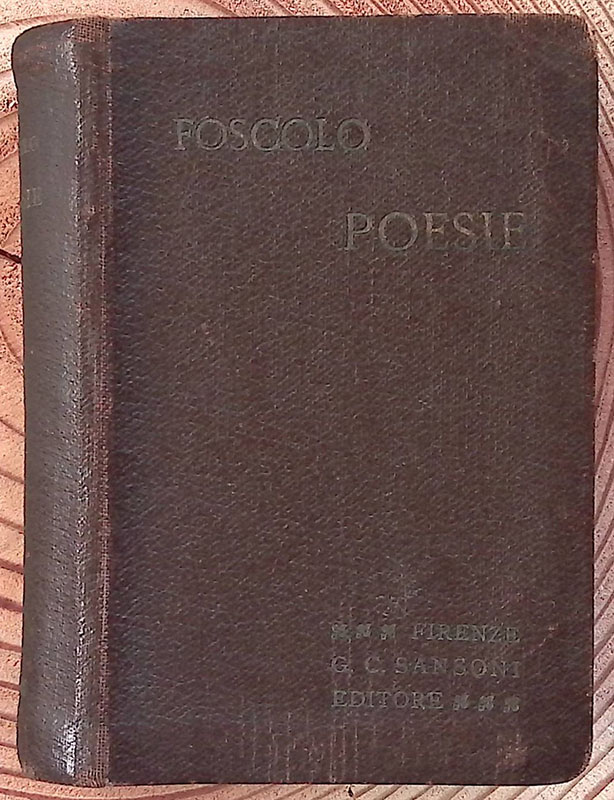 FOSCOLO
POESIE
FIRENZE
G. C. SANSONI
EDITORE